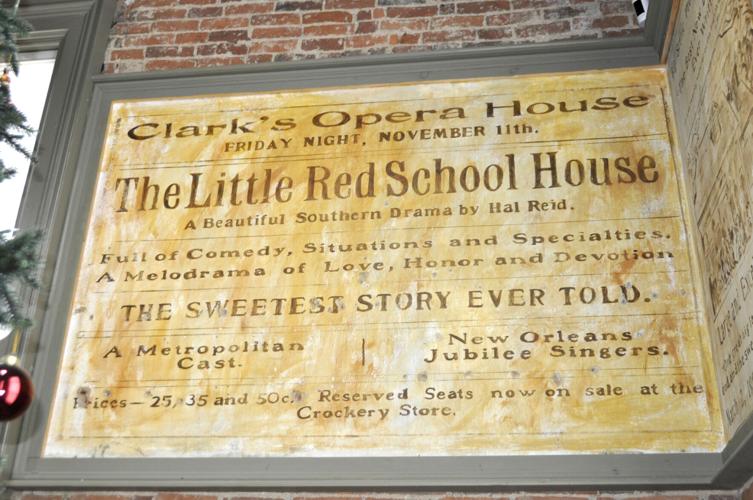 Clark's Opera House
FRIDAY NIGHT, NOVEMBER 11th.
The Little Red School House
A Beautiful Southern Drama by Hal Reid.
Full of Comedy, Situations and Specialties.
A Melodrama of Love, Honor and Devotion
THE SWEETEST STORY EVER TOLD.
A Metropolitan Cast. | New Orleans Jubilee Singers.
Prices— 25, 35 and 50c. Reserved Seats now on sale at the
Crockery Store.